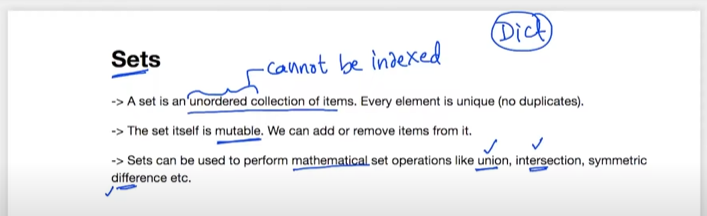 Dict
Sets
cannot be indexed
-> A set is an unordered collection of items. Every element is unique (no duplicates).
-> The set itself is mutable. We can add or remove items from it.
-> Sets can be used to perform mathematical set operations like union, intersection, symmetric
difference etc.